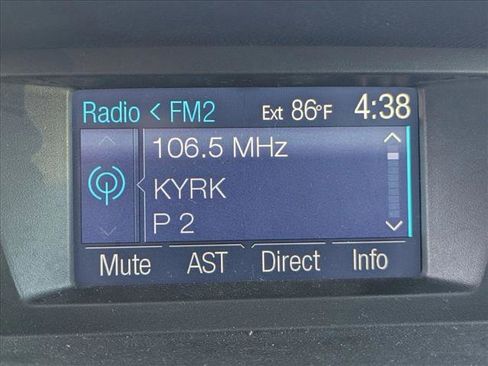 Radio < FM2 Ext 86°F 4:38
106.5 MHz
KYRK
P 2
Mute AST Direct Info